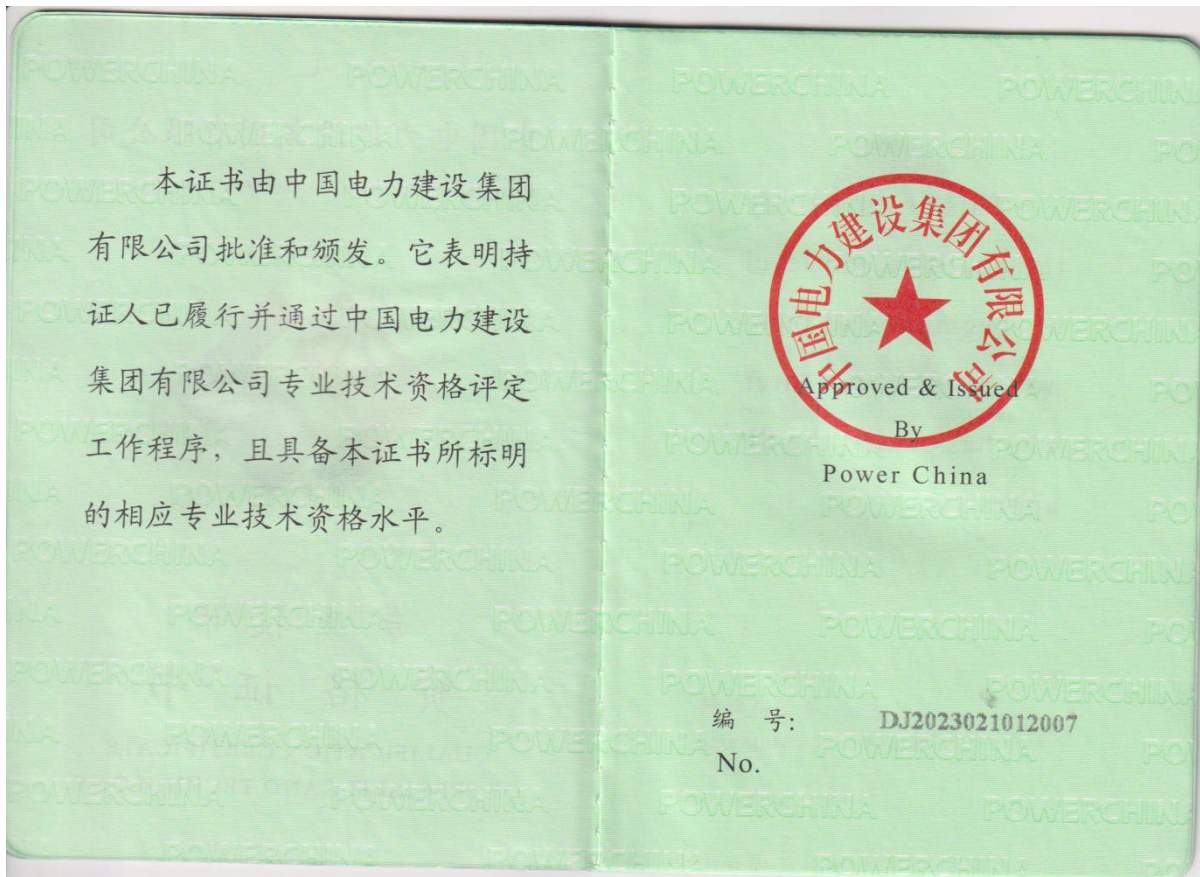 本证书由中国电力建设集团
有限公司批准和颁发。它表明持
证人已履行并通过中国电力建设
集团有限公司专业技术资格评定
工作程序，且具备本证书所标明
的相应专业技术资格水平。
中国电力建设集团有限公司
Approved & Issued
By
Power China
编 号: DJ2023021012007
No.
POWERCHINA